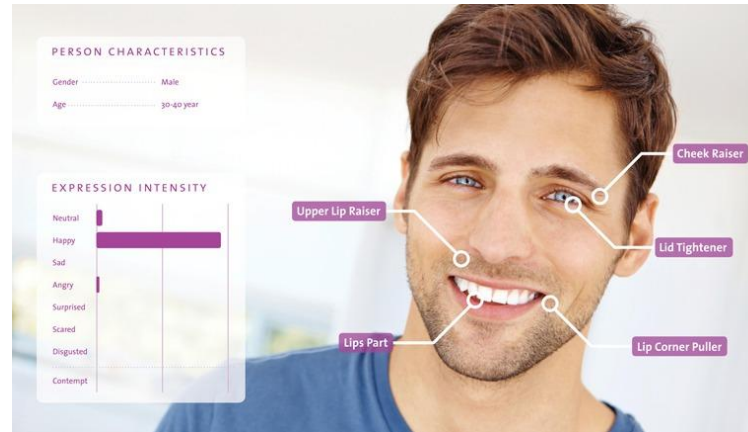 PERSON CHARACTERISTICS
Gender Male
Age 30-40 year
EXPRESSION INTENSITY
Neutral
Happy
Sad
Angry
Surprised
Scared
Disgusted
Contempt
Cheek Raiser
Upper Lip Raiser
Lid Tightener
Lips Part
Lip Corner Puller